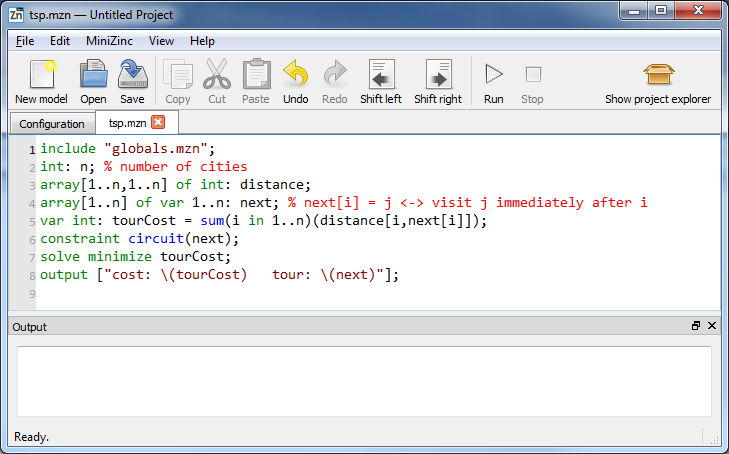 Zn tsp.mzn — Untitled Project
File Edit MiniZinc View Help
New model Open Save Copy Cut Paste Undo Redo Shift left Shift right Run Stop Show project explorer
Configuration tsp.mzn
1 include "globals.mzn";
2 int: n; % number of cities
3 array[1..n,1..n] of int: distance;
4 array[1..n] of var 1..n: next; % next[i] = j <-> visit j immediately after i
5 var int: tourCost = sum(i in 1..n)(distance[i,next[i]]);
6 constraint circuit(next);
7 solve minimize tourCost;
8 output ["cost: \(tourCost)   tour: \(next)"];
9
Output
Ready.